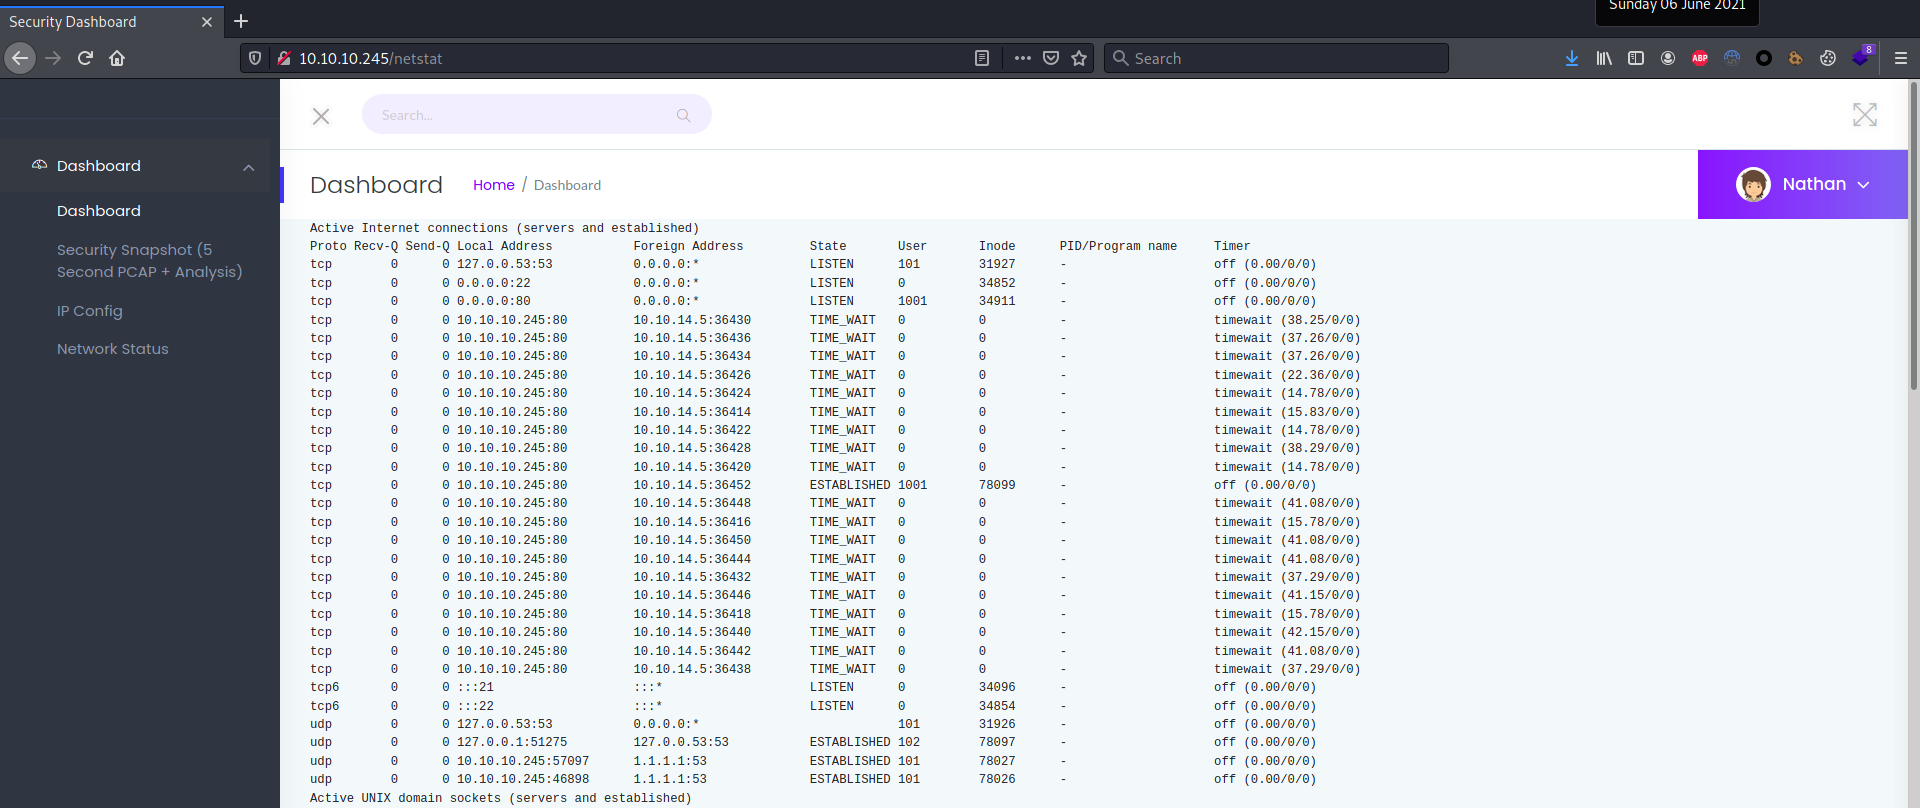 Sunday 06 June 2021
Security Dashboard
10.10.10.245/netstat
Search
ABP
8
Search...
Dashboard
Dashboard
Security Snapshot (5
Second PCAP + Analysis)
IP Config
Network Status
Dashboard Home / Dashboard
Nathan
Active Internet connections (servers and established)
Proto Recv-Q Send-Q Local Address Foreign Address State User Inode PID/Program name Timer
tcp 0 0 127.0.0.53:53 0.0.0.0:* LISTEN 101 31927 - off (0.00/0/0)
tcp 0 0 0.0.0.0:22 0.0.0.0:* LISTEN 0 34852 - off (0.00/0/0)
tcp 0 0 0.0.0.0:80 0.0.0.0:* LISTEN 1001 34911 - off (0.00/0/0)
tcp 0 0 10.10.10.245:80 10.10.14.5:36430 TIME_WAIT 0 0 - timewait (38.25/0/0)
tcp 0 0 10.10.10.245:80 10.10.14.5:36436 TIME_WAIT 0 0 - timewait (37.26/0/0)
tcp 0 0 10.10.10.245:80 10.10.14.5:36434 TIME_WAIT 0 0 - timewait (37.26/0/0)
tcp 0 0 10.10.10.245:80 10.10.14.5:36426 TIME_WAIT 0 0 - timewait (22.36/0/0)
tcp 0 0 10.10.10.245:80 10.10.14.5:36424 TIME_WAIT 0 0 - timewait (14.78/0/0)
tcp 0 0 10.10.10.245:80 10.10.14.5:36414 TIME_WAIT 0 0 - timewait (15.83/0/0)
tcp 0 0 10.10.10.245:80 10.10.14.5:36422 TIME_WAIT 0 0 - timewait (14.78/0/0)
tcp 0 0 10.10.10.245:80 10.10.14.5:36428 TIME_WAIT 0 0 - timewait (38.29/0/0)
tcp 0 0 10.10.10.245:80 10.10.14.5:36420 TIME_WAIT 0 0 - timewait (14.78/0/0)
tcp 0 0 10.10.10.245:80 10.10.14.5:36452 ESTABLISHED 1001 78099 - off (0.00/0/0)
tcp 0 0 10.10.10.245:80 10.10.14.5:36448 TIME_WAIT 0 0 - timewait (41.08/0/0)
tcp 0 0 10.10.10.245:80 10.10.14.5:36416 TIME_WAIT 0 0 - timewait (15.78/0/0)
tcp 0 0 10.10.10.245:80 10.10.14.5:36450 TIME_WAIT 0 0 - timewait (41.08/0/0)
tcp 0 0 10.10.10.245:80 10.10.14.5:36444 TIME_WAIT 0 0 - timewait (41.08/0/0)
tcp 0 0 10.10.10.245:80 10.10.14.5:36432 TIME_WAIT 0 0 - timewait (37.29/0/0)
tcp 0 0 10.10.10.245:80 10.10.14.5:36446 TIME_WAIT 0 0 - timewait (41.15/0/0)
tcp 0 0 10.10.10.245:80 10.10.14.5:36418 TIME_WAIT 0 0 - timewait (15.78/0/0)
tcp 0 0 10.10.10.245:80 10.10.14.5:36440 TIME_WAIT 0 0 - timewait (42.15/0/0)
tcp 0 0 10.10.10.245:80 10.10.14.5:36442 TIME_WAIT 0 0 - timewait (41.08/0/0)
tcp 0 0 10.10.10.245:80 10.10.14.5:36438 TIME_WAIT 0 0 - timewait (37.29/0/0)
tcp6 0 0 :::21 :::* LISTEN 0 34096 - off (0.00/0/0)
tcp6 0 0 :::22 :::* LISTEN 0 34854 - off (0.00/0/0)
udp 0 0 127.0.0.53:53 0.0.0.0:* 101 31926 - off (0.00/0/0)
udp 0 0 127.0.0.1:51275 127.0.0.53:53 ESTABLISHED 102 78097 - off (0.00/0/0)
udp 0 0 10.10.10.245:57097 1.1.1.1:53 ESTABLISHED 101 78027 - off (0.00/0/0)
udp 0 0 10.10.10.245:46898 1.1.1.1:53 ESTABLISHED 101 78026 - off (0.00/0/0)
Active UNIX domain sockets (servers and established)